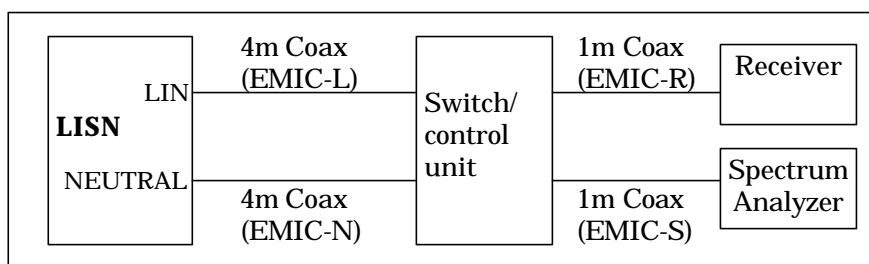 4m Coax
(EMIC-L)
1m Coax
(EMIC-R)
Receiver
LIN
LISN
Switch/
control
unit
NEUTRAL
4m Coax
(EMIC-N)
1m Coax
(EMIC-S)
Spectrum
Analyzer